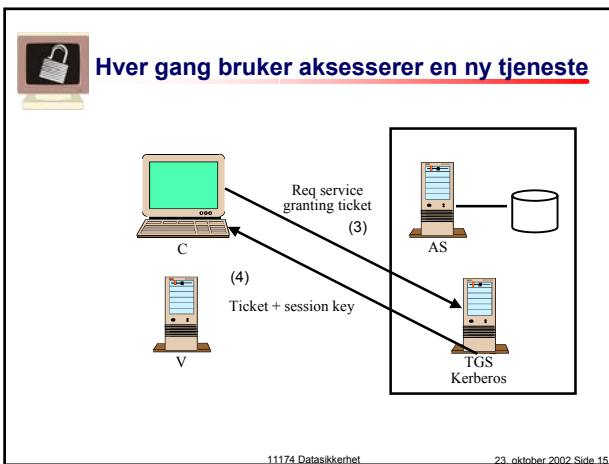 Hver gang bruker aksesserer en ny tjeneste
Req service
granting ticket
(3)
C
AS
(4)
Ticket + session key
V
TGS
Kerberos
11174 Datasikkerhet
23. oktober 2002 Side 15